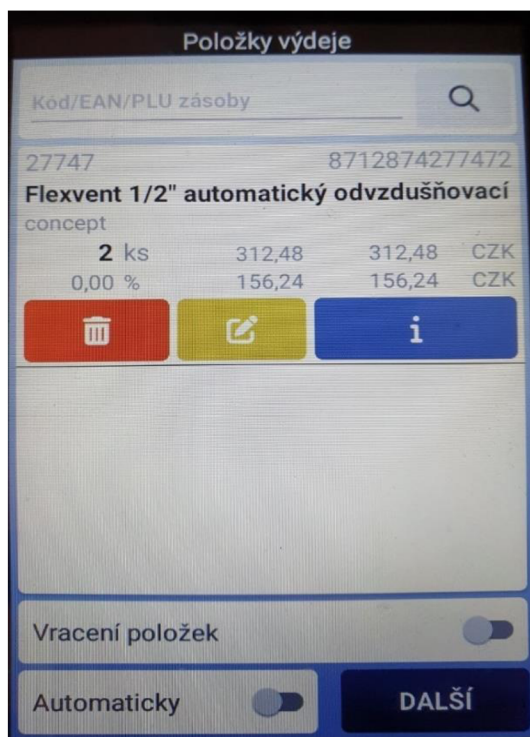 Položky výdeje
Kód/EAN/PLU zásoby
27747 8712874277472
Flexvent 1/2" automatický odvzdušňovací
concept
2 ks 312,48 312,48 CZK
0,00 % 156,24 156,24 CZK
i
Vracení položek
Automaticky DALŠÍ